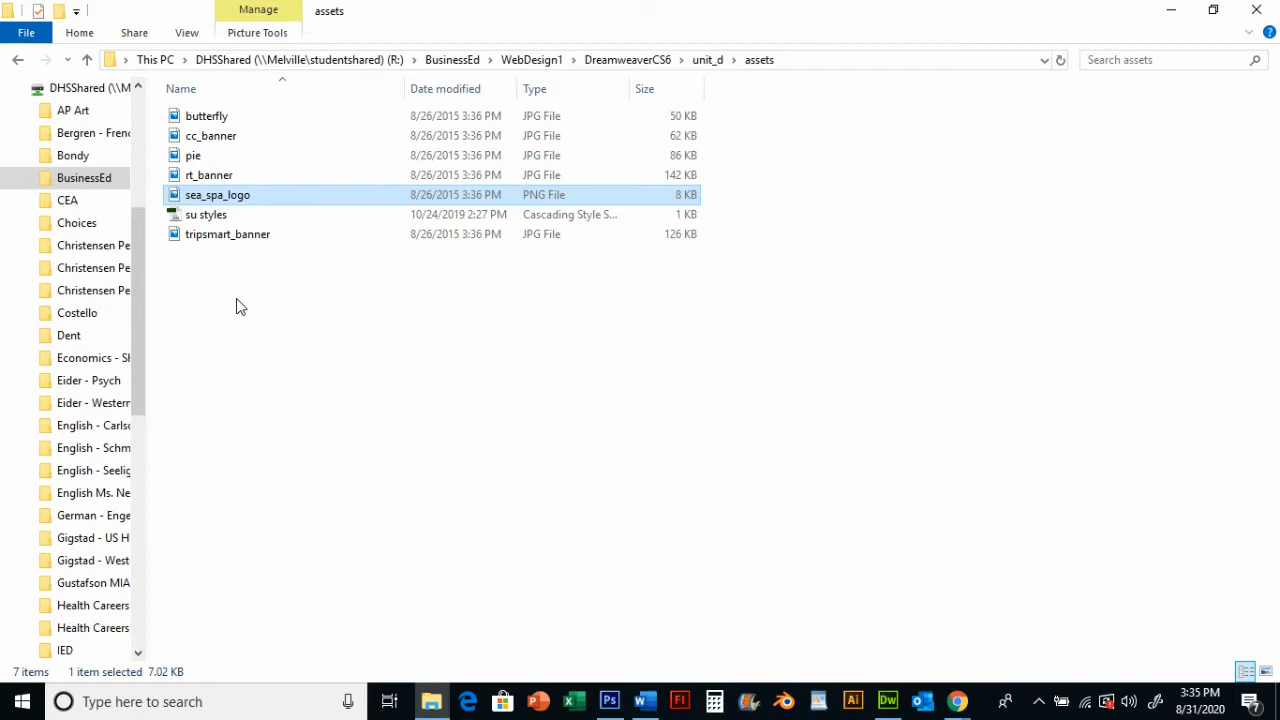 Manage
assets
File
Home
Share
View
Picture Tools
This PC
DHSShared (\\Melville\studentshared) (R:)
BusinessEd
WebDesign1
DreamweaverCS6
unit_d
assets
Search assets
DHSShared (\\M
AP Art
Bergren - Frenc
Bondy
BusinessEd
CEA
Choices
Christensen Pe
Christensen Pe
Christensen Pe
Costello
Dent
Economics - Sh
Eider - Psych
Eider - Western
English - Carlso
English - Schm
English - Seelig
English Ms. Ne
German - Enge
Gigstad - US H
Gigstad - West
Gustafson MIA
Health Careers
Health Careers
IED
Name Date modified Type Size
butterfly 8/26/2015 3:36 PM JPG File 50 KB
cc_banner 8/26/2015 3:36 PM JPG File 62 KB
pie 8/26/2015 3:36 PM JPG File 86 KB
rt_banner 8/26/2015 3:36 PM JPG File 142 KB
sea_spa_logo 8/26/2015 3:36 PM PNG File 8 KB
su styles 10/24/2019 2:27 PM Cascading Style S... 1 KB
tripsmart_banner 8/26/2015 3:36 PM JPG File 126 KB
7 items 1 item selected 7.02 KB
Type here to search
Ps
Ai
Dw
3:35 PM
8/31/2020
7